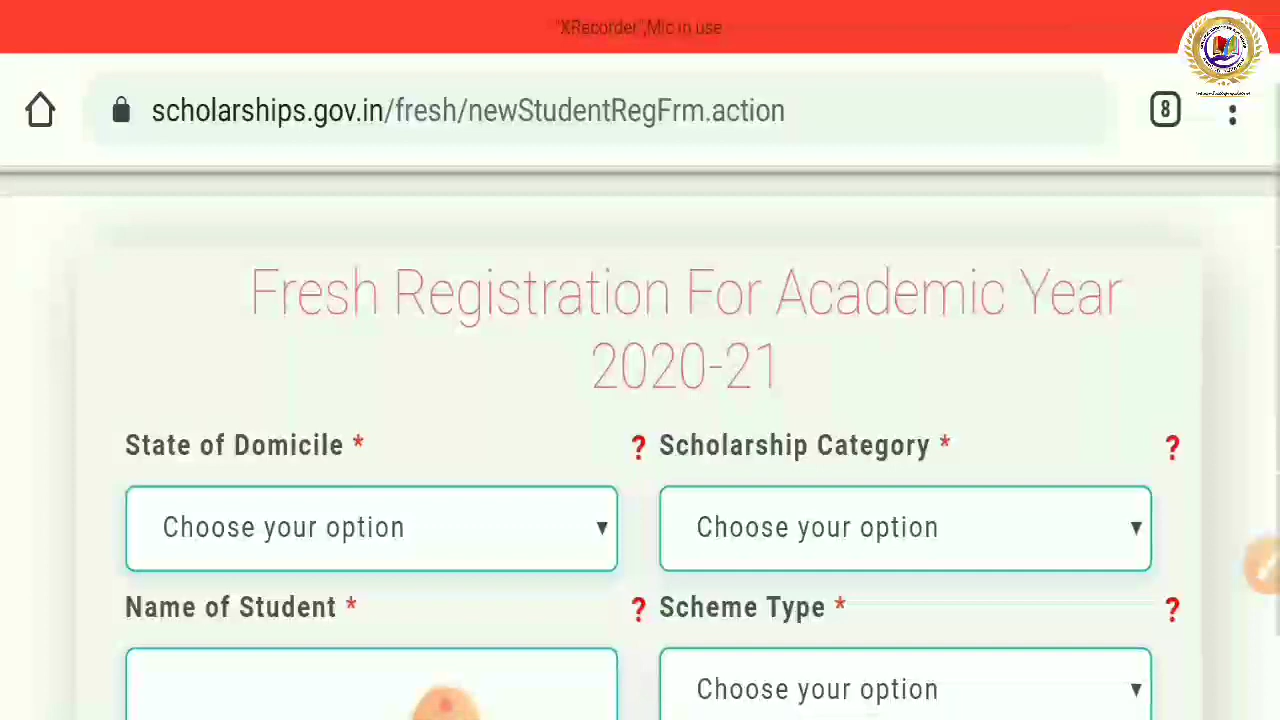 "XRecorder",Mic in use
scholarships.gov.in/fresh/newStudentRegFrm.action
8
Fresh Registration For Academic Year
2020-21
State of Domicile * ? Scholarship Category * ?
Choose your option Choose your option
Name of Student * ? Scheme Type * ?
Choose your option